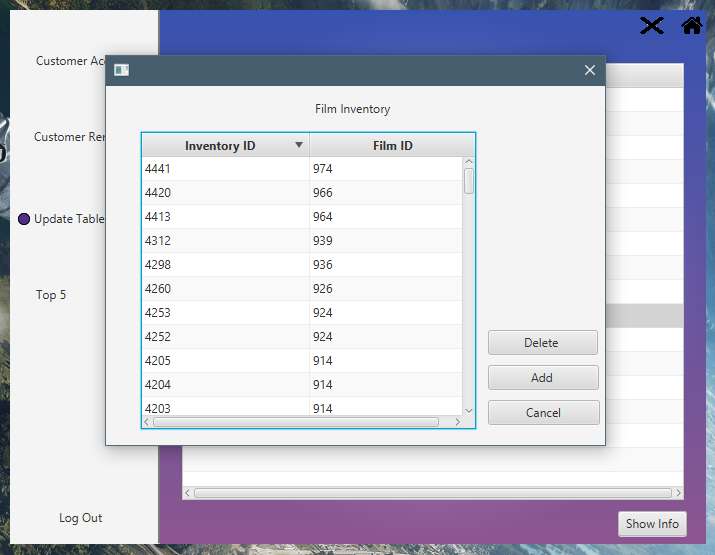 Customer Acc
Film Inventory
Inventory ID Film ID
Customer Ren
4441 974
4420 966
Update Table
4413 964
4312 939
4298 936
Top 5
4260 926
4253 924
4252 924
Delete
4205 914
Add
4204 914
4203 914
Cancel
Log Out
Show Info